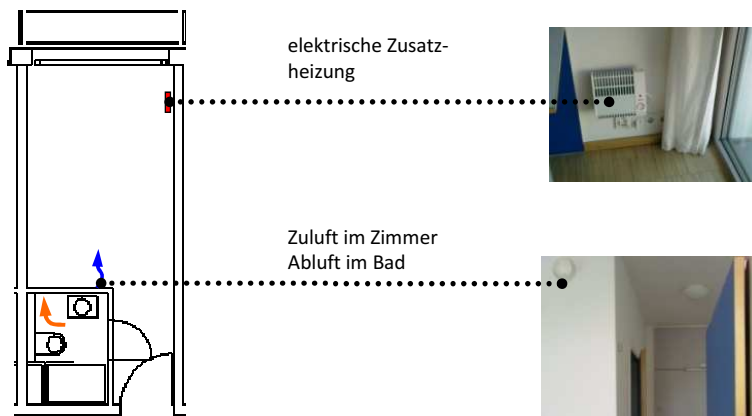 elektrische Zusatz-
heizung
Zuluft im Zimmer
Abluft im Bad